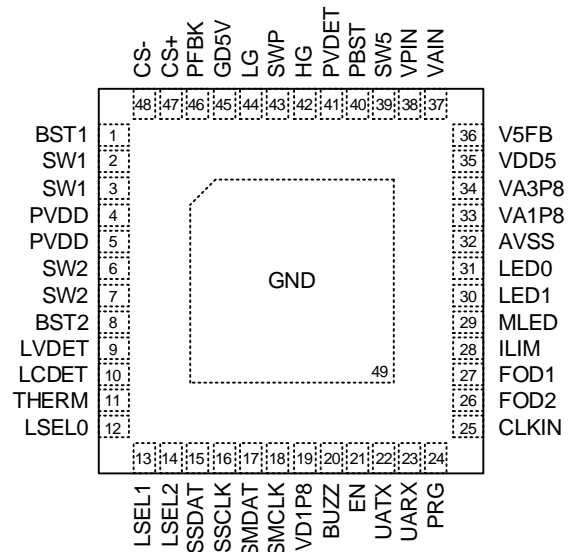 CS-
CS+
PFBK
GD5V
LG
SWP
HG
PVDET
PBST
SW5
VPIN
VAIN
48 47 46 45 44 43 42 41 40 39 38 37
BST1 1
SW1 2
SW1 3
PVDD 4
PVDD 5
SW2 6
SW2 7
BST2 8
LVDET 9
LCDET 10
THERM 11
LSEL0 12
GND
49
36 V5FB
35 VDD5
34 VA3P8
33 VA1P8
32 AVSS
31 LED0
30 LED1
29 MLED
28 ILIM
27 FOD1
26 FOD2
25 CLKIN
13 14 15 16 17 18 19 20 21 22 23 24
LSEL1
LSEL2
SSDAT
SSCLK
SMDAT
SMCLK
VD1P8
BUZZ
EN
UATX
UARX
PRG